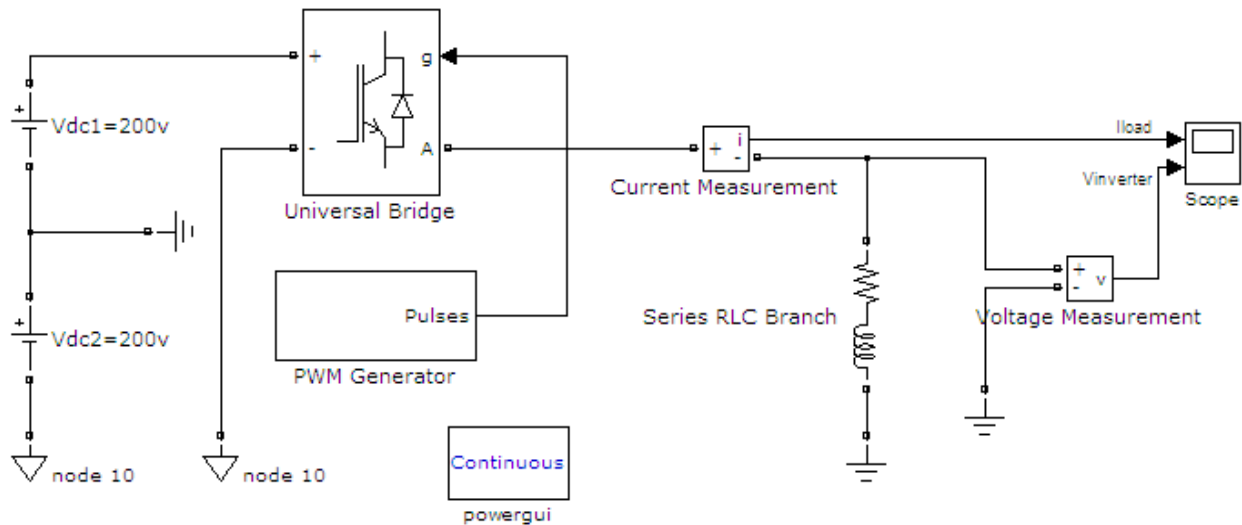 +
g
-
A
Universal Bridge
+
Vdc1=200v
+
Vdc2=200v
node 10
node 10
Pulses
PWM Generator
Continuous
powergui
+
i
-
Current Measurement
Iload
Vinverter
Scope
Series RLC Branch
+
-
v
Voltage Measurement